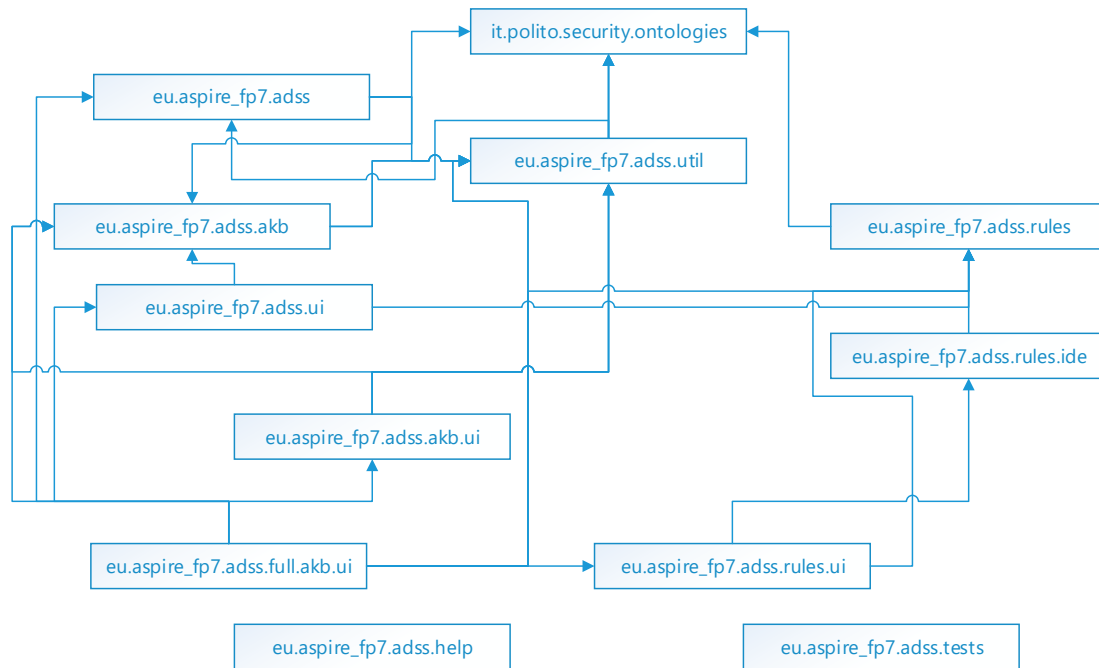 it.polito.security.ontologies
eu.aspire_fp7.adss
eu.aspire_fp7.adss.util
eu.aspire_fp7.adss.akb
eu.aspire_fp7.adss.rules
eu.aspire_fp7.adss.ui
eu.aspire_fp7.adss.rules.ide
eu.aspire_fp7.adss.akb.ui
eu.aspire_fp7.adss.full.akb.ui
eu.aspire_fp7.adss.rules.ui
eu.aspire_fp7.adss.help
eu.aspire_fp7.adss.tests